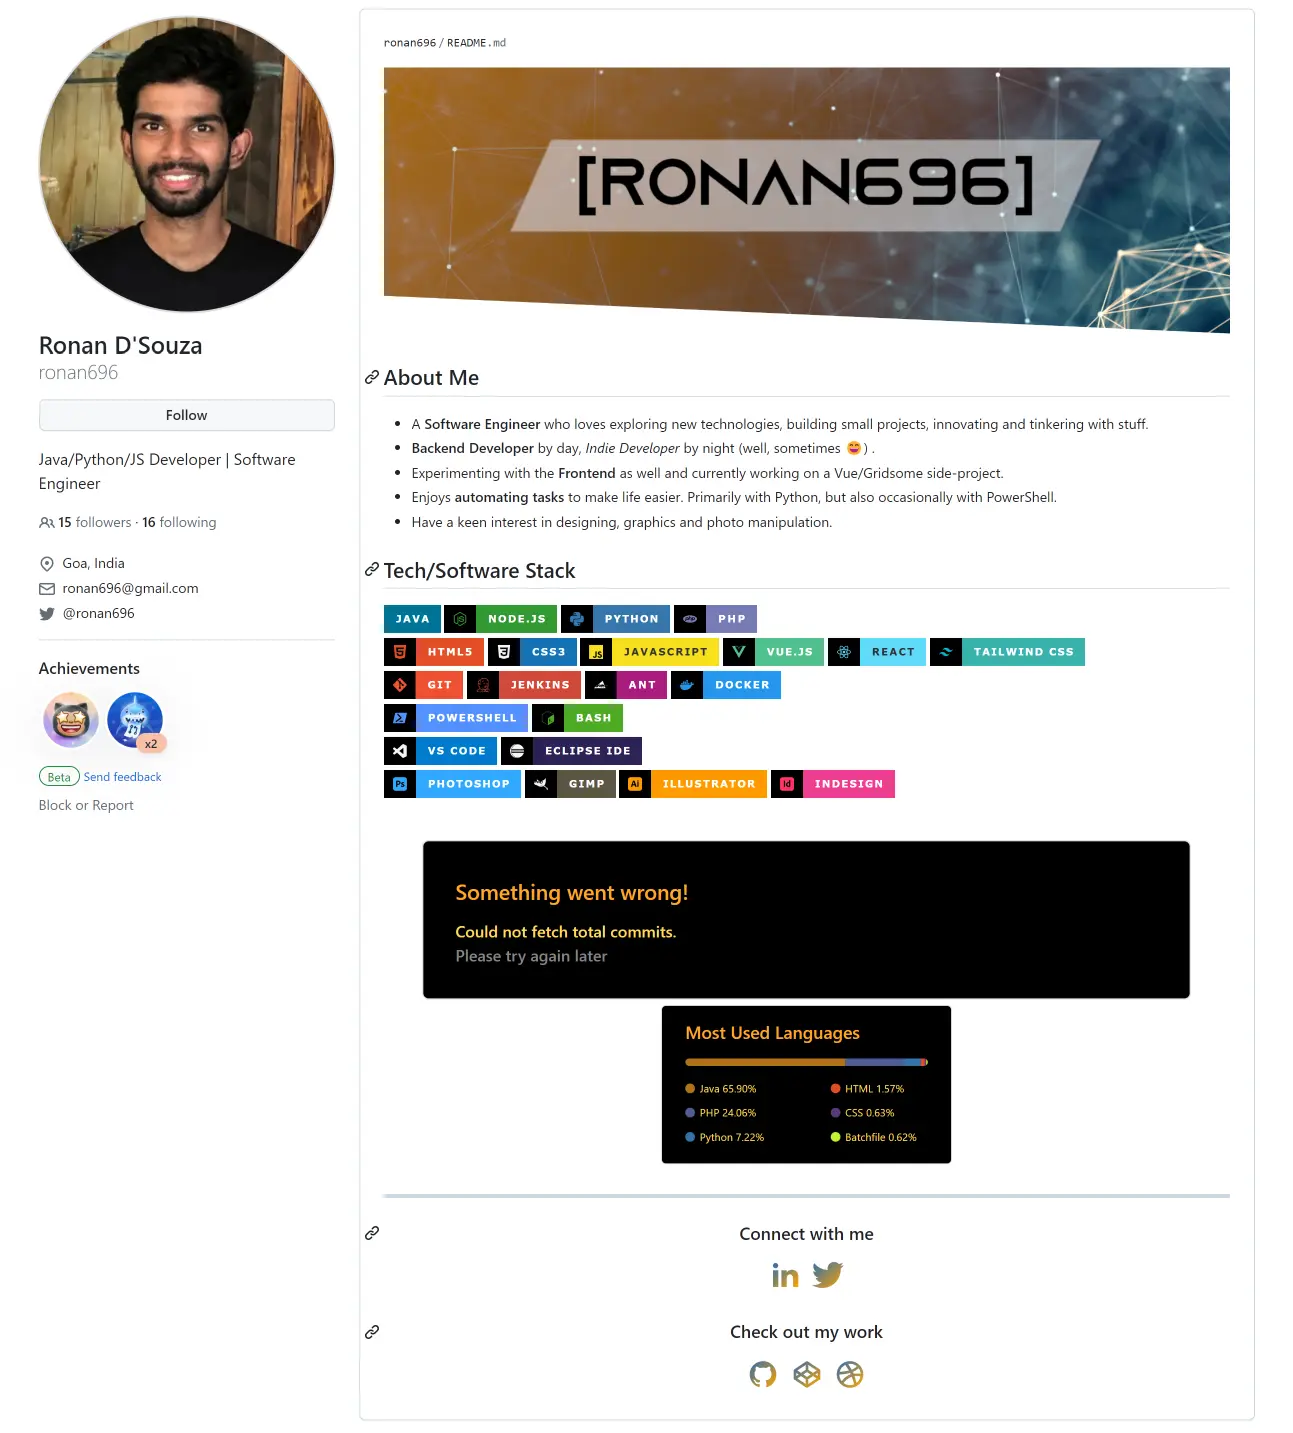 Ronan D'Souza
ronan696
Follow
Java/Python/JS Developer | Software
Engineer
15 followers · 16 following
Goa, India
ronan696@gmail.com
@ronan696
Achievements
x2
Beta Send feedback
Block or Report
ronan696 / README.md
[RONAN696]
About Me
• A Software Engineer who loves exploring new technologies, building small projects, innovating and tinkering with stuff.
• Backend Developer by day, Indie Developer by night (well, sometimes 😄) .
• Experimenting with the Frontend as well and currently working on a Vue/Gridsome side-project.
• Enjoys automating tasks to make life easier. Primarily with Python, but also occasionally with PowerShell.
• Have a keen interest in designing, graphics and photo manipulation.
Tech/Software Stack
JAVA NODE.JS PYTHON php PHP
HTML5 CSS3 JS JAVASCRIPT VUE.JS REACT TAILWIND CSS
GIT JENKINS ANT DOCKER
POWERSHELL BASH
VS CODE ECLIPSE IDE
Ps PHOTOSHOP GIMP Ai ILLUSTRATOR Id INDESIGN
Something went wrong!
Could not fetch total commits.
Please try again later
Most Used Languages
Java 65.90% HTML 1.57%
PHP 24.06% CSS 0.63%
Python 7.22% Batchfile 0.62%
Connect with me
in
Check out my work